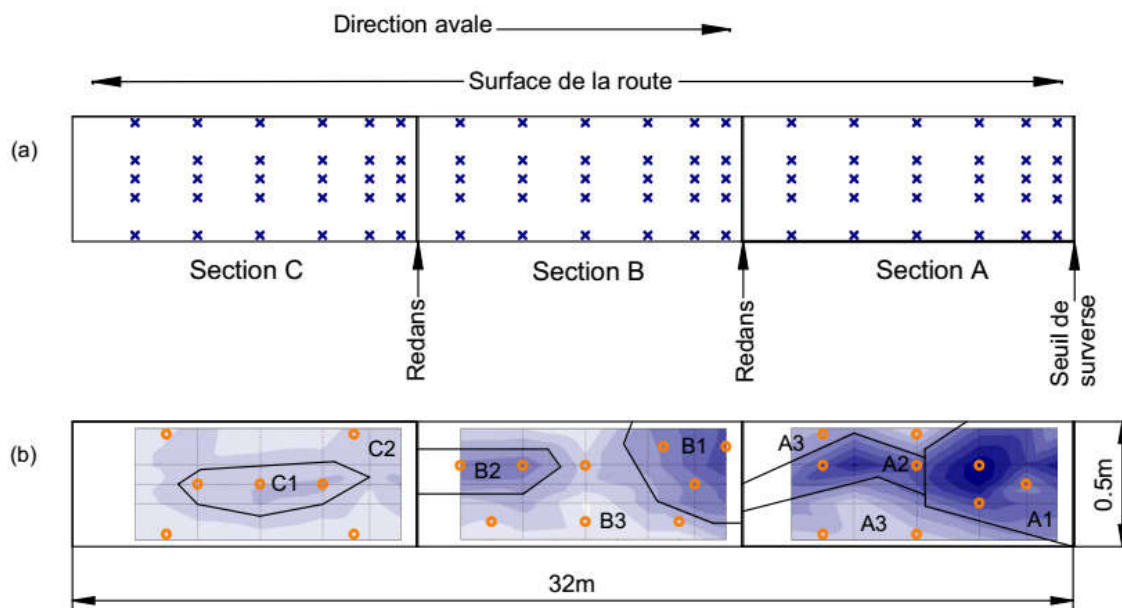 Direction avale
Surface de la route
(a)
Section C
Section B
Section A
Redans
Redans
Seuil de
surverse
(b)
C2
C1
B1
B2
B3
A3
A2
A3
A1
0.5m
32m